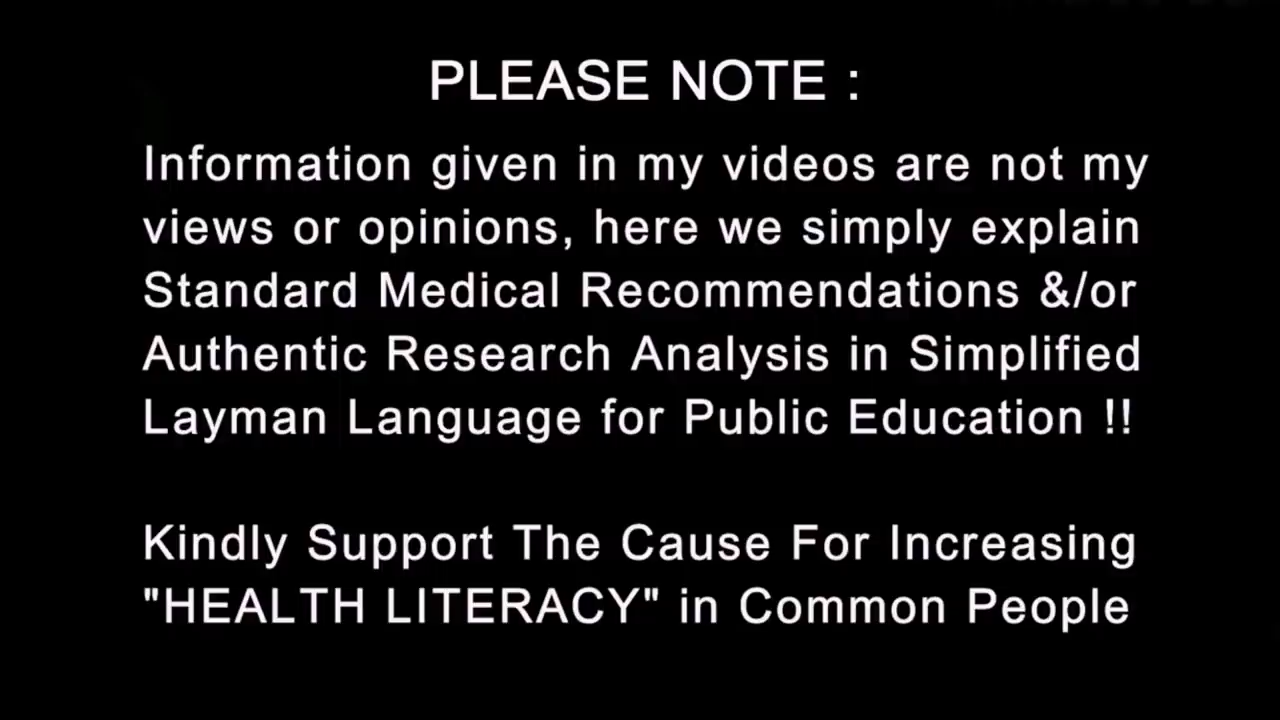 PLEASE NOTE :
Information given in my videos are not my
views or opinions, here we simply explain
Standard Medical Recommendations &/or
Authentic Research Analysis in Simplified
Layman Language for Public Education !!
Kindly Support The Cause For Increasing
"HEALTH LITERACY" in Common People